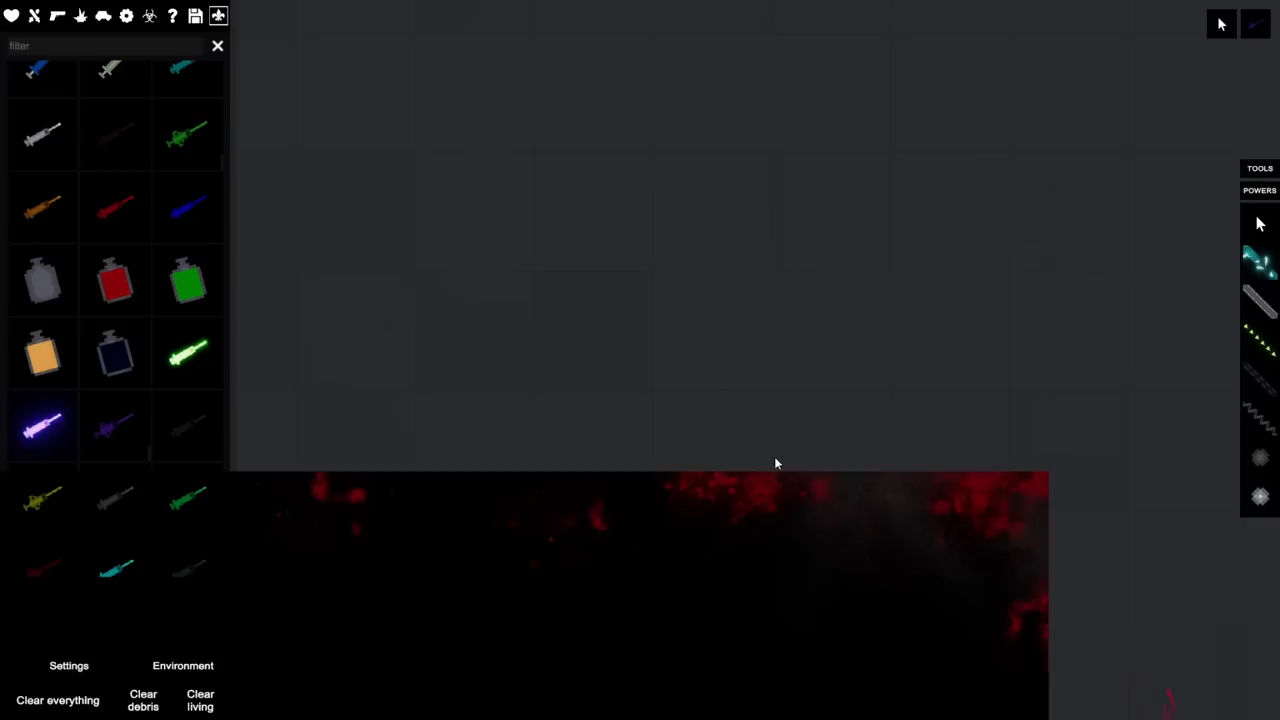 filter
TOOLS
POWERS
Settings
Environment
Clear everything
Clear
debris
Clear
living